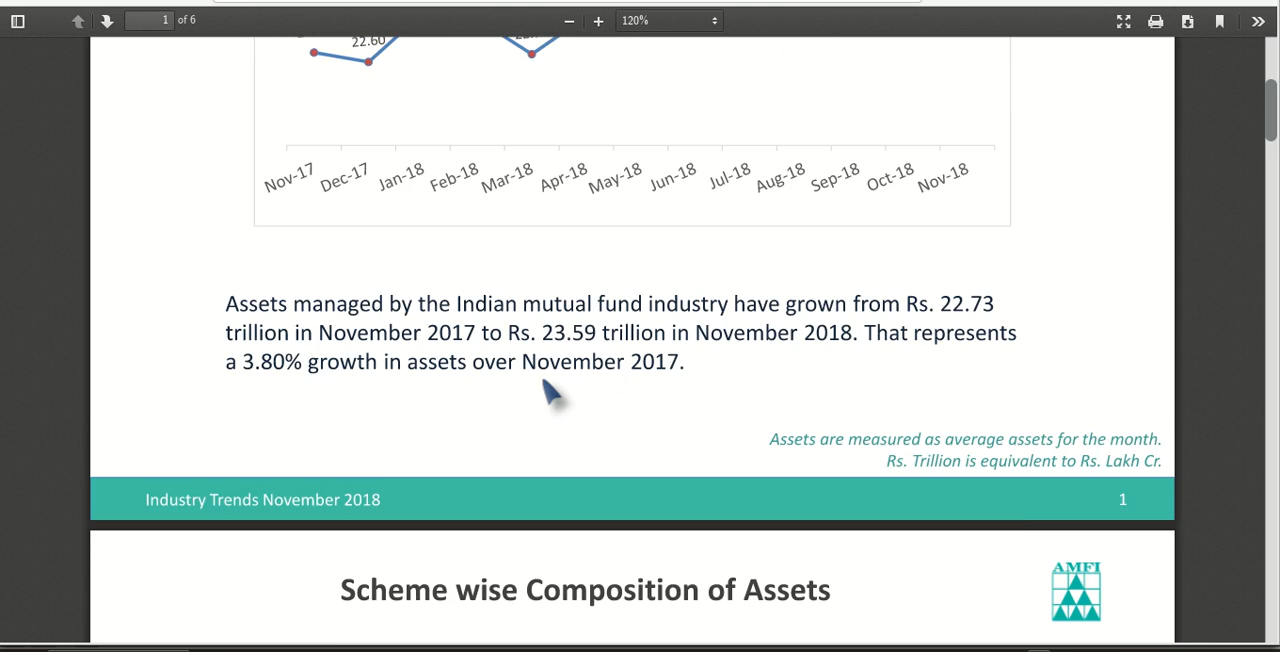 1 of 6
120%
22.60
Nov-17 Dec-17 Jan-18 Feb-18 Mar-18 Apr-18 May-18 Jun-18 Jul-18 Aug-18 Sep-18 Oct-18 Nov-18
Assets managed by the Indian mutual fund industry have grown from Rs. 22.73
trillion in November 2017 to Rs. 23.59 trillion in November 2018. That represents
a 3.80% growth in assets over November 2017.
Assets are measured as average assets for the month.
Rs. Trillion is equivalent to Rs. Lakh Cr.
Industry Trends November 2018 1
Scheme wise Composition of Assets
AMFI